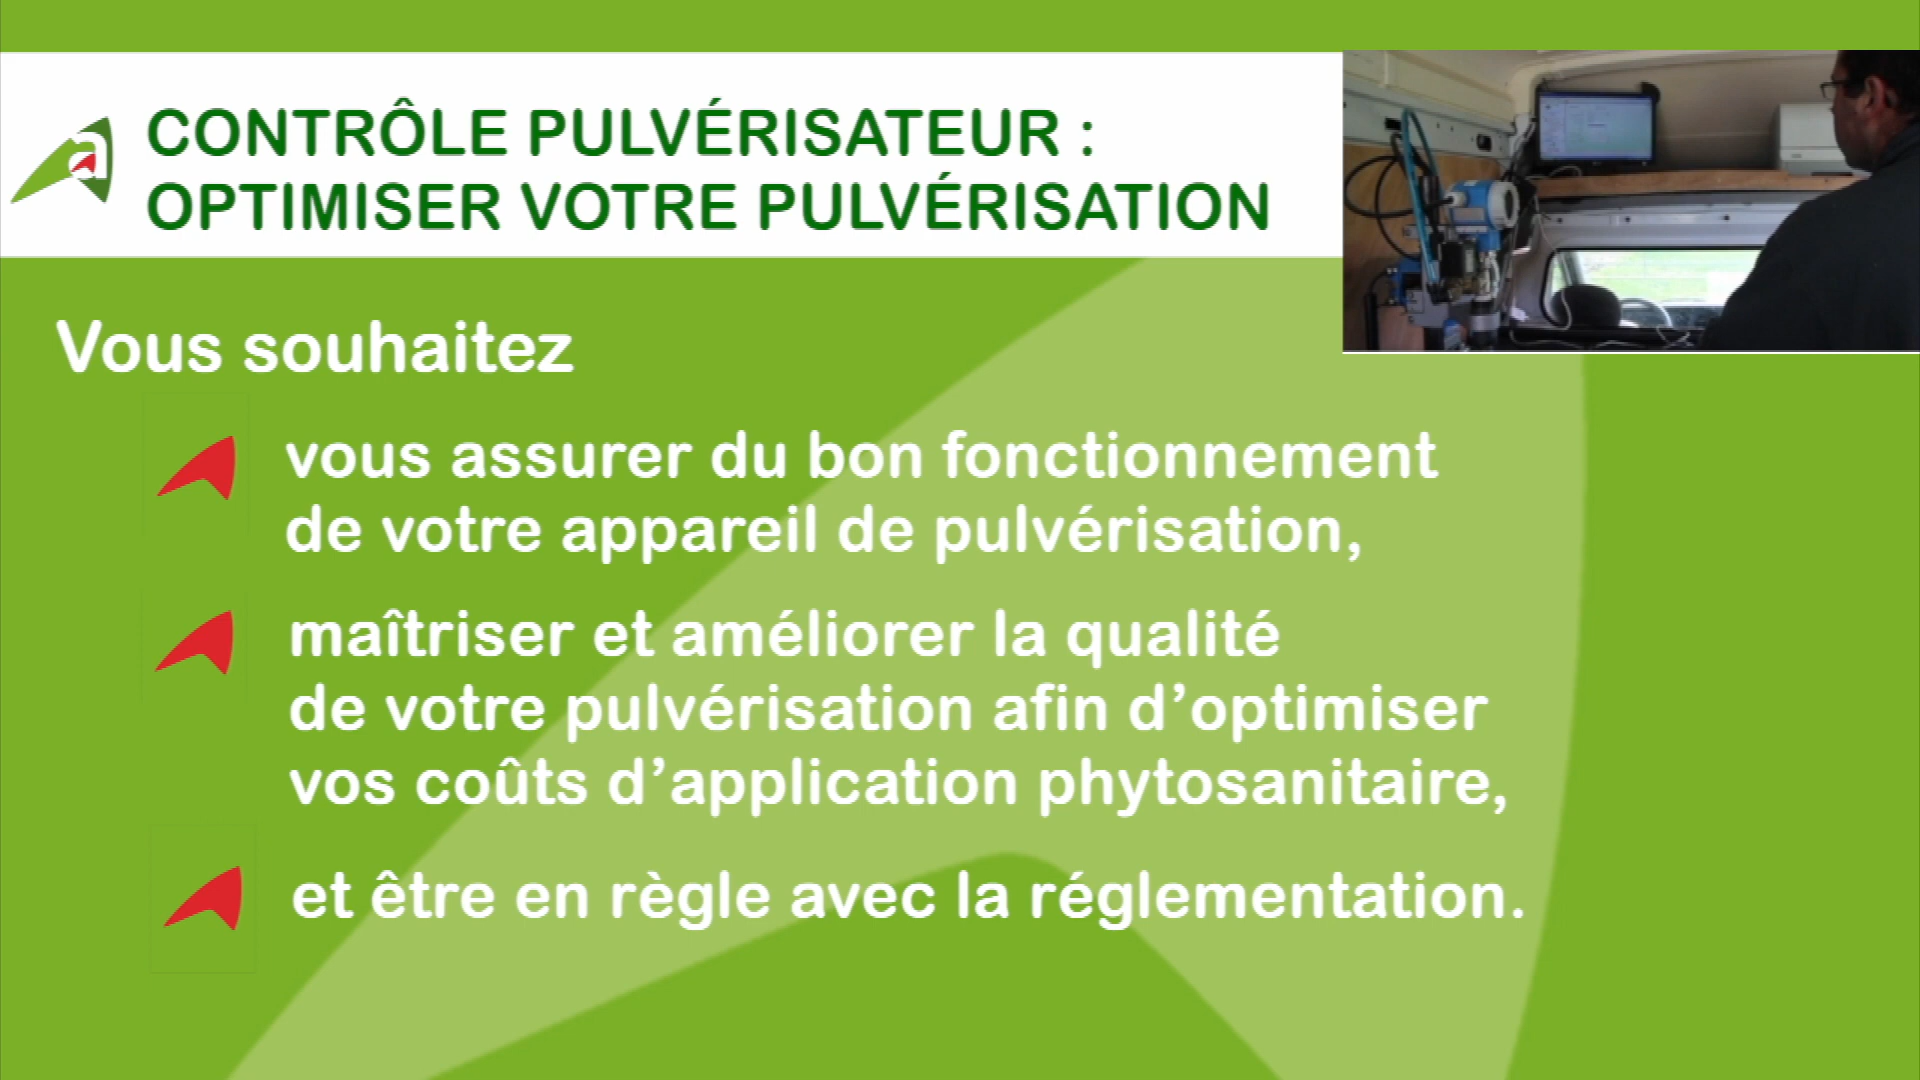 CONTRÔLE PULVÉRISATEUR :
OPTIMISER VOTRE PULVÉRISATION
Vous souhaitez
vous assurer du bon fonctionnement
de votre appareil de pulvérisation,
maîtriser et améliorer la qualité
de votre pulvérisation afin d’optimiser
vos coûts d’application phytosanitaire,
et être en règle avec la réglementation.